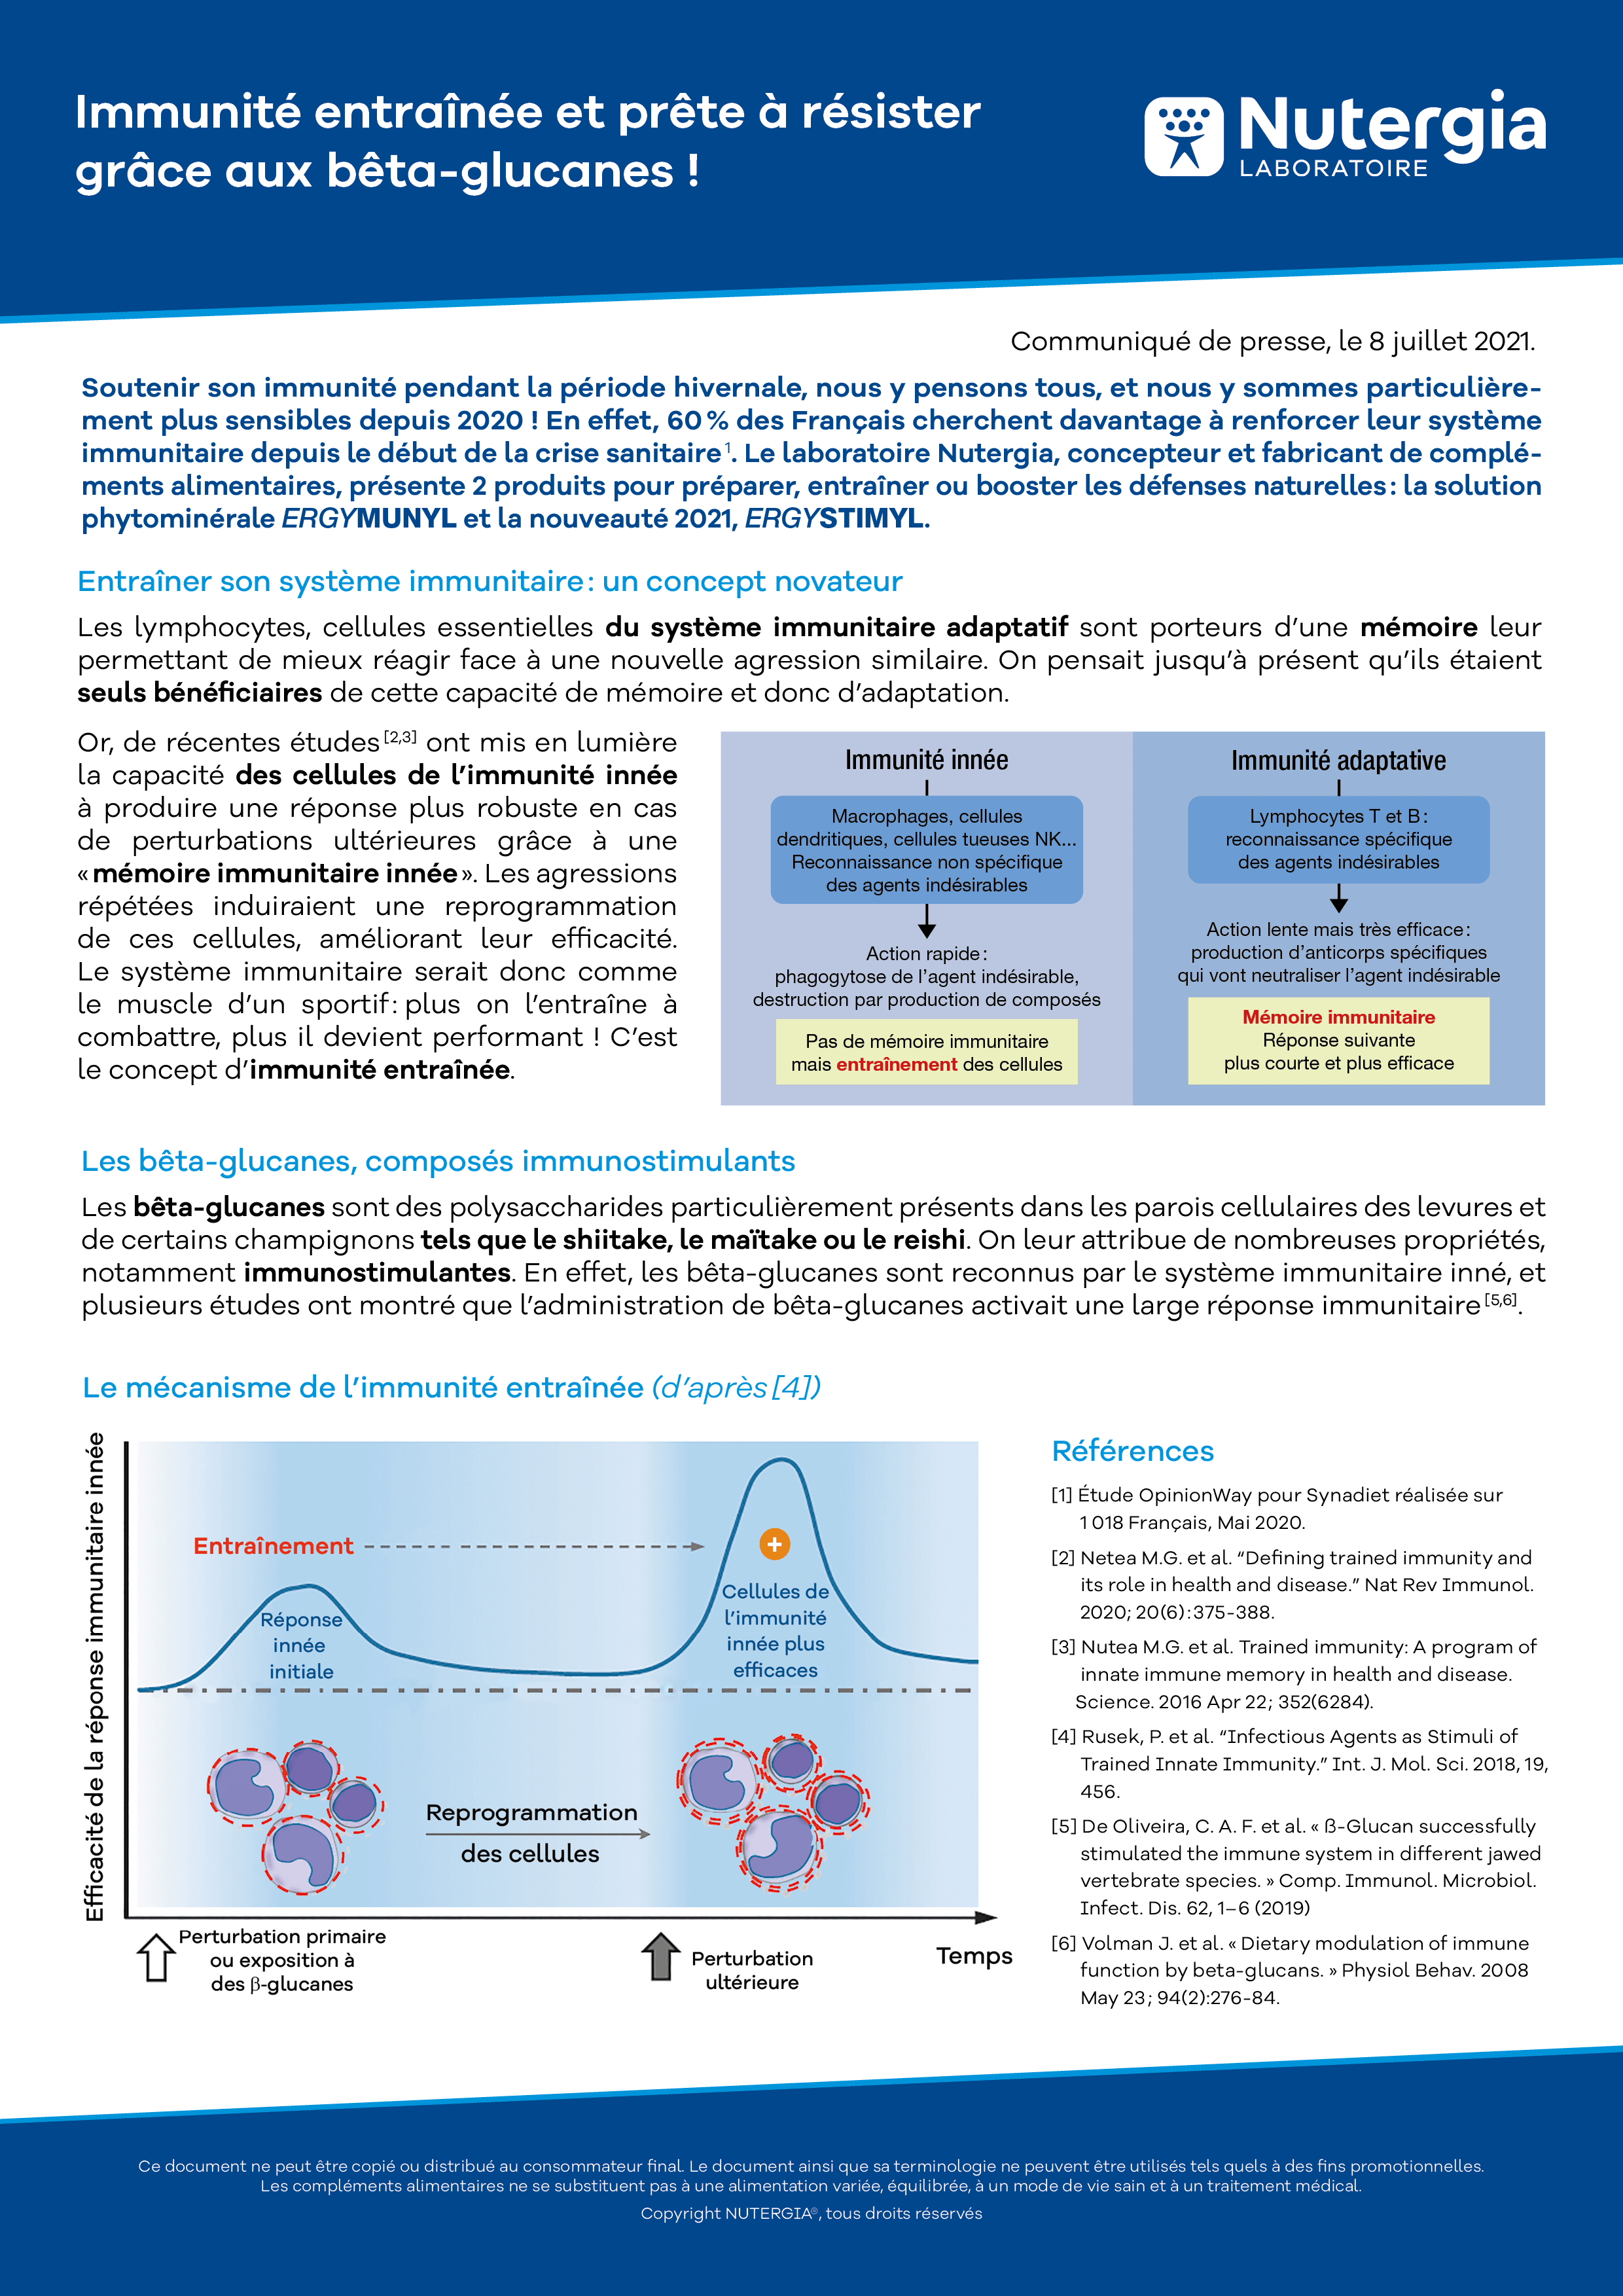 Immunité entraînée et prête à résister
grâce aux bêta-glucanes !
Nutergia
LABORATOIRE
Communiqué de presse, le 8 juillet 2021.
Soutenir son immunité pendant la période hivernale, nous y pensons tous, et nous y sommes particulière-
ment plus sensibles depuis 2020 ! En effet, 60 % des Français cherchent davantage à renforcer leur système
immunitaire depuis le début de la crise sanitaire 1. Le laboratoire Nutergia, concepteur et fabricant de complé-
ments alimentaires, présente 2 produits pour préparer, entraîner ou booster les défenses naturelles : la solution
phytominérale ERGYMUNYL et la nouveauté 2021, ERGYSTIMYL.
Entraîner son système immunitaire : un concept novateur
Les lymphocytes, cellules essentielles du système immunitaire adaptatif sont porteurs d’une mémoire leur
permettant de mieux réagir face à une nouvelle agression similaire. On pensait jusqu’à présent qu’ils étaient
seuls bénéficiaires de cette capacité de mémoire et donc d’adaptation.
Or, de récentes études [2,3] ont mis en lumière
la capacité des cellules de l’immunité innée
à produire une réponse plus robuste en cas
de perturbations ultérieures grâce à une
« mémoire immunitaire innée ». Les agressions
répétées induiraient une reprogrammation
de ces cellules, améliorant leur efficacité.
Le système immunitaire serait donc comme
le muscle d’un sportif : plus on l’entraîne à
combattre, plus il devient performant ! C’est
le concept d’immunité entraînée.
Immunité innée
Macrophages, cellules
dendritiques, cellules tueuses NK...
Reconnaissance non spécifique
des agents indésirables
Action rapide :
phagogytose de l’agent indésirable,
destruction par production de composés
Pas de mémoire immunitaire
mais entraînement des cellules
Immunité adaptative
Lymphocytes T et B :
reconnaissance spécifique
des agents indésirables
Action lente mais très efficace :
production d’anticorps spécifiques
qui vont neutraliser l’agent indésirable
Mémoire immunitaire
Réponse suivante
plus courte et plus efficace
Les bêta-glucanes, composés immunostimulants
Les bêta-glucanes sont des polysaccharides particulièrement présents dans les parois cellulaires des levures et
de certains champignons tels que le shiitake, le maïtake ou le reishi. On leur attribue de nombreuses propriétés,
notamment immunostimulantes. En effet, les bêta-glucanes sont reconnus par le système immunitaire inné, et
plusieurs études ont montré que l’administration de bêta-glucanes activait une large réponse immunitaire [5,6].
Le mécanisme de l’immunité entraînée (d’après [4])
Efficacité de la réponse immunitaire innée
Entraînement
+
Réponse
innée
initiale
Cellules de
l’immunité
innée plus
efficaces
Reprogrammation
des cellules
Perturbation primaire
ou exposition à
des β-glucanes
Perturbation
ultérieure
Temps
Références
[1] Étude OpinionWay pour Synadiet réalisée sur
1 018 Français, Mai 2020.
[2] Netea M.G. et al. “Defining trained immunity and
its role in health and disease.” Nat Rev Immunol.
2020; 20(6) : 375-388.
[3] Nutea M.G. et al. Trained immunity: A program of
innate immune memory in health and disease.
Science. 2016 Apr 22 ; 352(6284).
[4] Rusek, P. et al. “Infectious Agents as Stimuli of
Trained Innate Immunity.” Int. J. Mol. Sci. 2018, 19,
456.
[5] De Oliveira, C. A. F. et al. « ß-Glucan successfully
stimulated the immune system in different jawed
vertebrate species. » Comp. Immunol. Microbiol.
Infect. Dis. 62, 1–6 (2019)
[6] Volman J. et al. « Dietary modulation of immune
function by beta-glucans. » Physiol Behav. 2008
May 23 ; 94(2):276-84.
Ce document ne peut être copié ou distribué au consommateur final. Le document ainsi que sa terminologie ne peuvent être utilisés tels quels à des fins promotionnelles.
Les compléments alimentaires ne se substituent pas à une alimentation variée, équilibrée, à un mode de vie sain et à un traitement médical.
Copyright NUTERGIA®, tous droits réservés